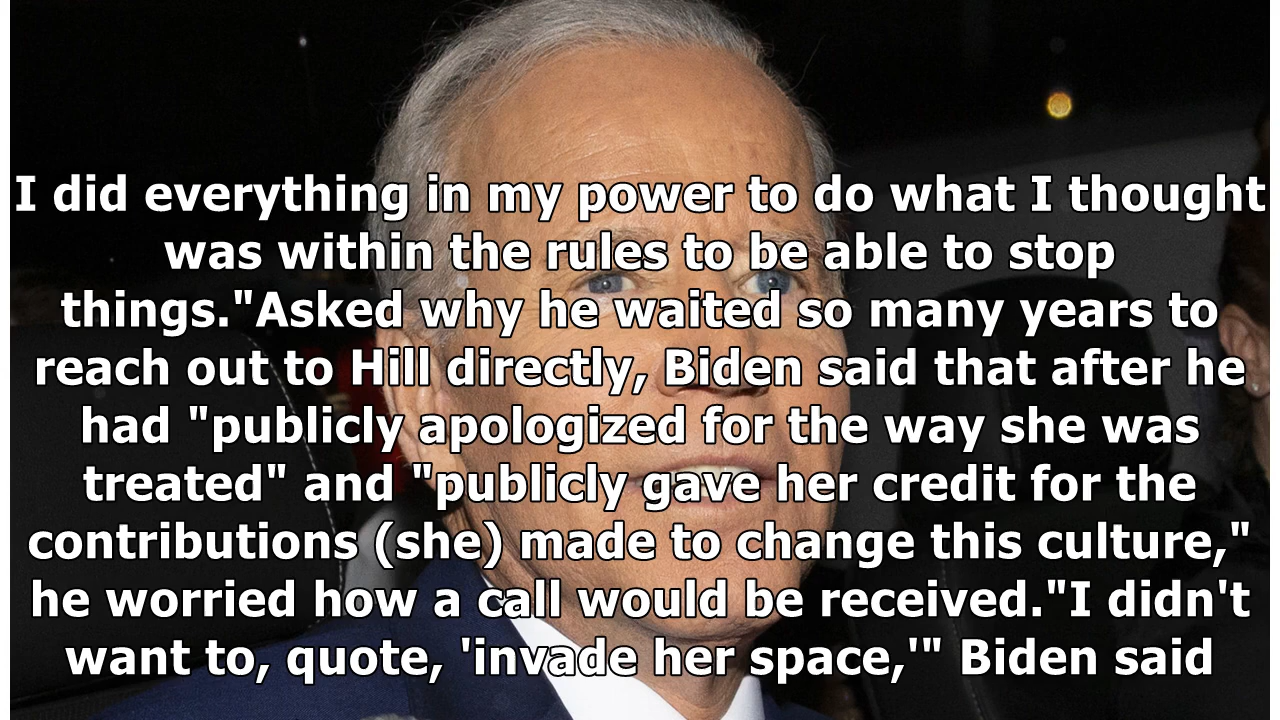 I did everything in my power to do what I thought
was within the rules to be able to stop
things."Asked why he waited so many years to
reach out to Hill directly, Biden said that after he
had "publicly apologized for the way she was
treated" and "publicly gave her credit for the
contributions (she) made to change this culture,"
he worried how a call would be received."I didn't
want to, quote, 'invade her space,'" Biden said